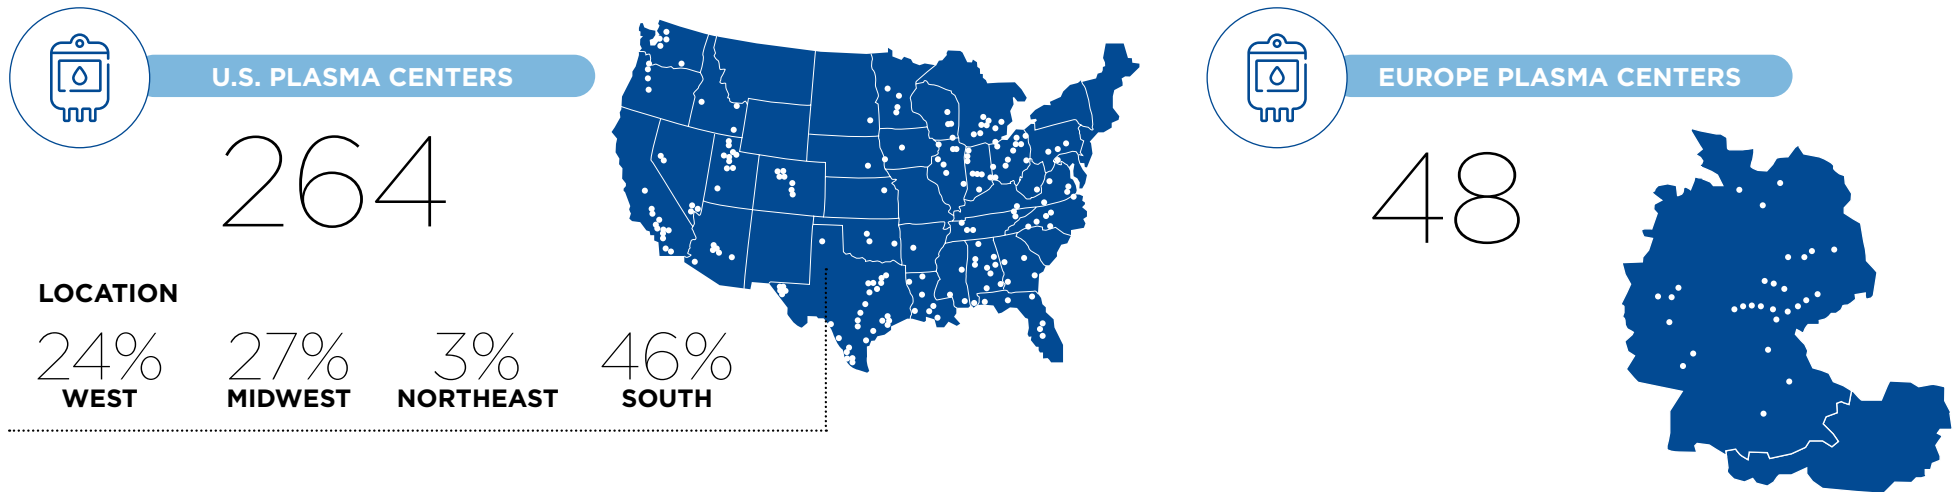 U.S. PLASMA CENTERS
264
LOCATION
24% 27% 3% 46%
WEST MIDWEST NORTHEAST SOUTH
EUROPE PLASMA CENTERS
48